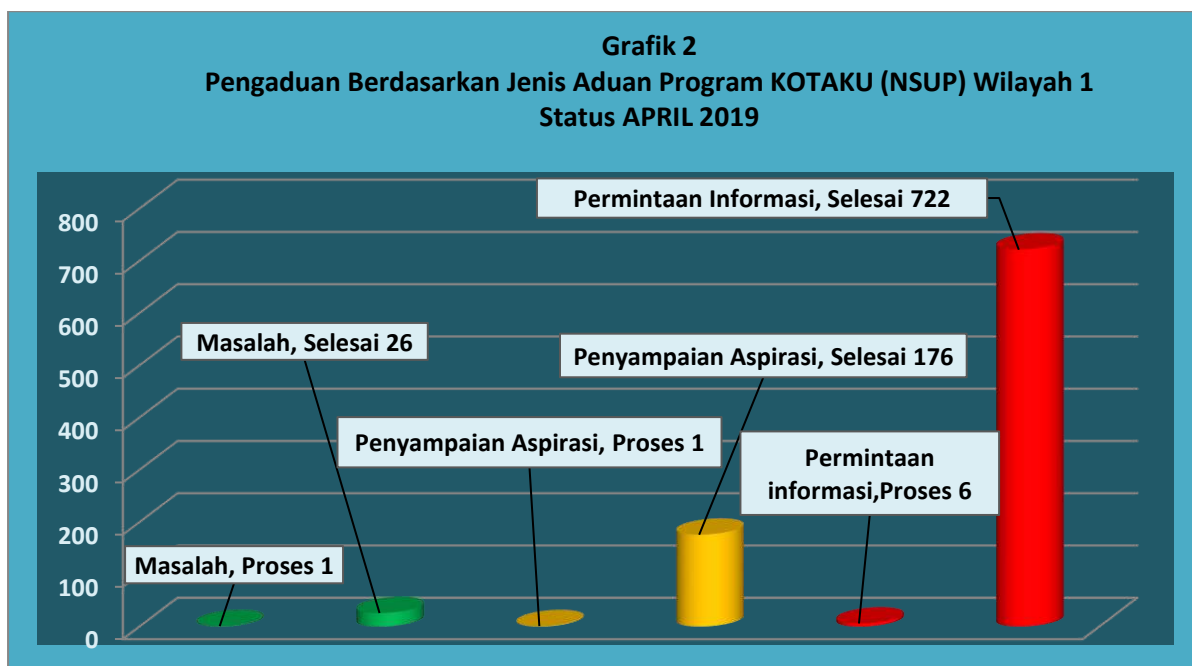 Grafik 2
Pengaduan Berdasarkan Jenis Aduan Program KOTAKU (NSUP) Wilayah 1
Status APRIL 2019
800
700
600
500
400
300
200
100
0
Permintaan Informasi, Selesai 722
Masalah, Selesai 26
Penyampaian Aspirasi, Selesai 176
Penyampaian Aspirasi, Proses 1
Permintaan
informasi,Proses 6
Masalah, Proses 1